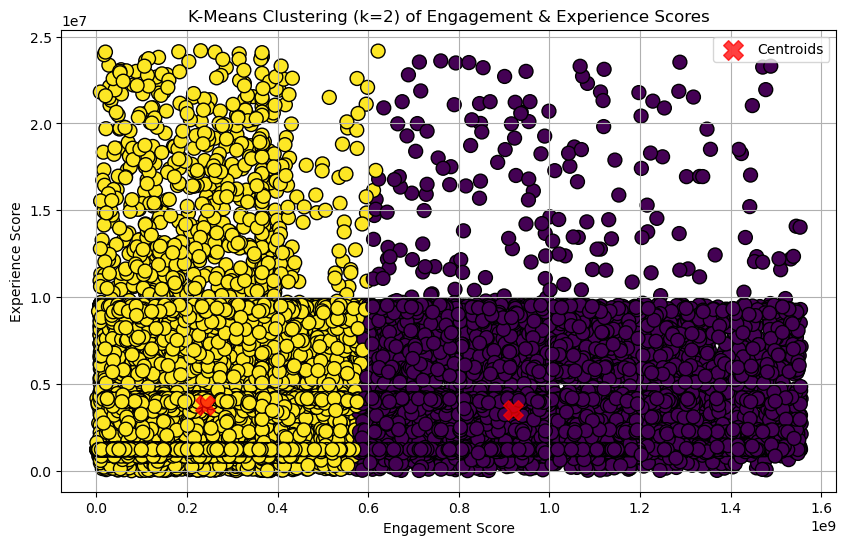 K-Means Clustering (k=2) of Engagement & Experience Scores
1e7
Centroids
2.5
2.0
1.5
1.0
0.5
0.0
Experience Score
0.0 0.2 0.4 0.6 0.8 1.0 1.2 1.4 1.6
1e9
Engagement Score